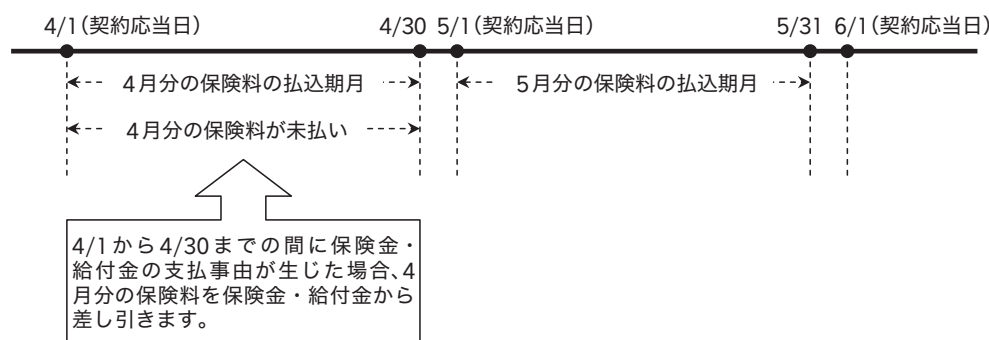 4/1(契約応当日) 4/30 5/1(契約応当日) 5/31 6/1(契約応当日)
4月分の保険料の払込期月 5月分の保険料の払込期月
4月分の保険料が未払い
4/1から4/30までの間に保険金・
給付金の支払事由が生じた場合、4
月分の保険料を保険金・給付金から
差し引きます。